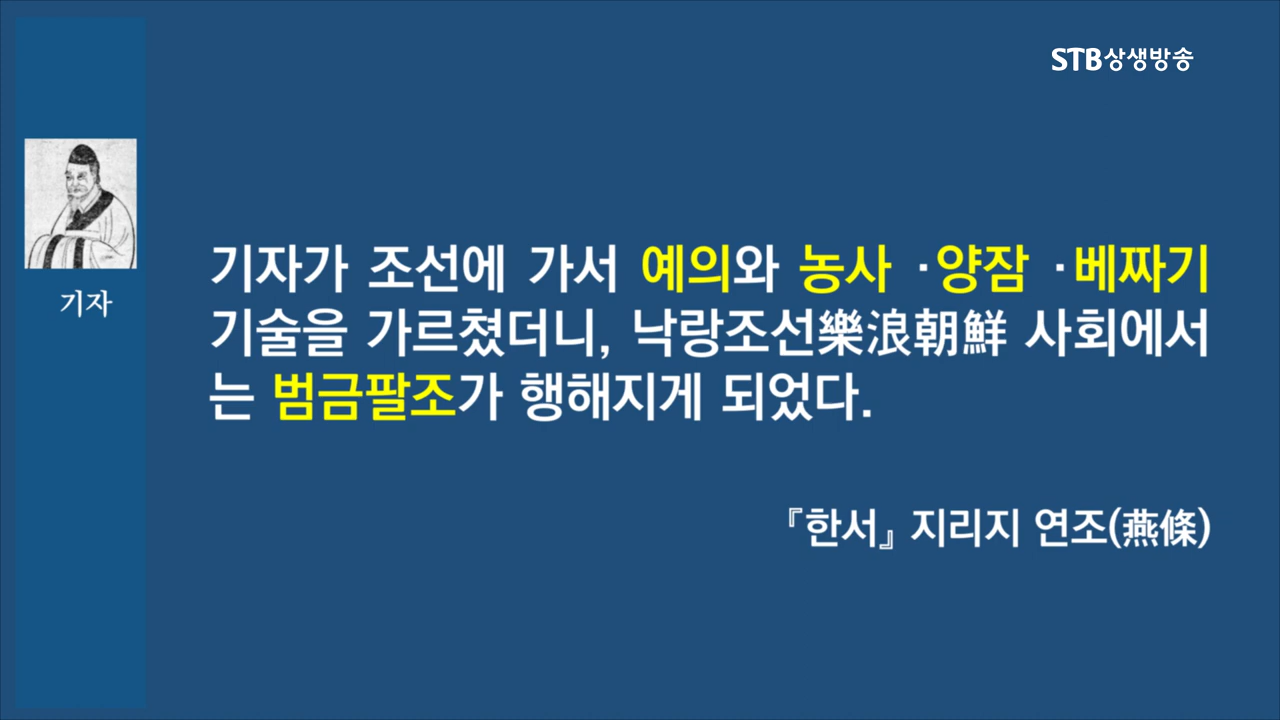 STB상생방송
기자
기자가 조선에 가서 예의와 농사 ·양잠 ·베짜기
기술을 가르쳤더니, 낙랑조선樂浪朝鮮 사회에서
는 범금팔조가 행해지게 되었다.
『한서』 지리지 연조(燕條)